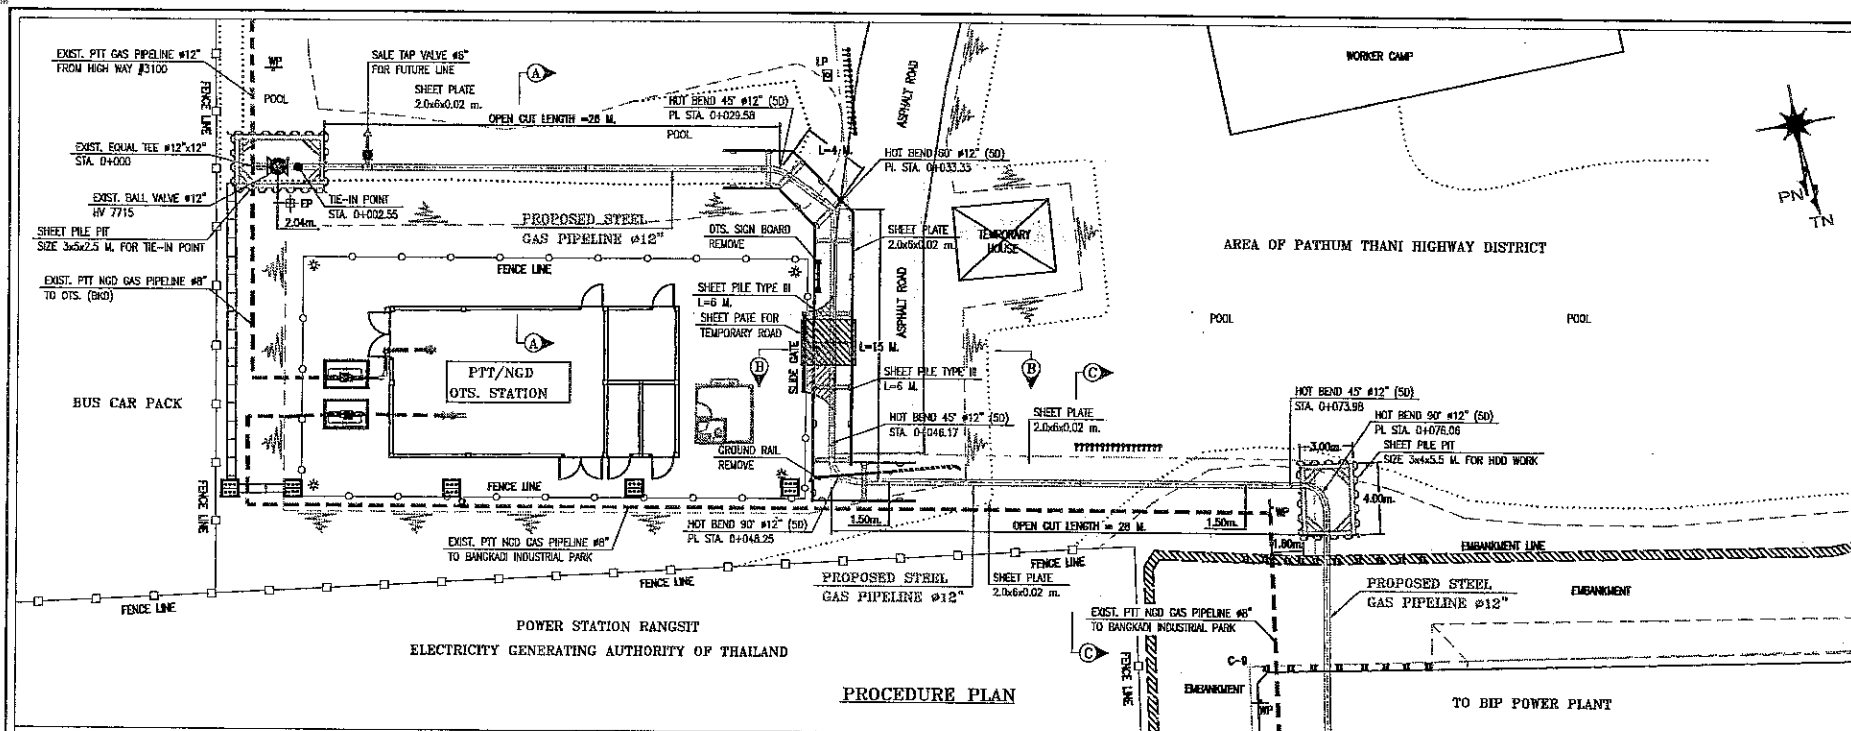 EXIST. PTT GAS PIPELINE ø12"
FROM HIGH WAY #3100
WP
POOL
SALE TAP VALVE #6"
FOR FUTURE LINE
SHEET PLATE
2.0x6x0.02 m.
A
OPEN CUT LENGTH =26 M.
HOT BEND 45° ø12" (5D)
PL STA. 0+029.58
POOL
LP
L=4 M.
ASPHALT ROAD
WORKER CAMP
FENCE LINE
EXIST. EQUAL TEE ø12"x12"
STA. 0+000
HOT BEND 60° ø12" (5D)
PL STA. 0+033.33
EXIST. BALL VALVE ø12"
HV 7715
EP
TIE-IN POINT
STA. 0+002.55
2.04m.
PN
TN
SHEET PILE PIT
SIZE 3x5x2.5 M. FOR TIE-IN POINT
PROPOSED STEEL
GAS PIPELINE ø12"
OTS. SIGN BOARD
REMOVE
SHEET PLATE
2.0x6x0.02 m.
TEMPORARY
HOUSE
AREA OF PATHUM THANI HIGHWAY DISTRICT
EXIST. PTT NGD GAS PIPELINE ø8"
TO OTS. (BKD)
FENCE LINE
SHEET PILE TYPE III
L=6 M.
SHEET PATE FOR
TEMPORARY ROAD
ASPHALT ROAD
POOL
POOL
A
L=15 M.
SLIDE GATE
B
B
C
PTT/NGD
OTS. STATION
SHEET PILE TYPE III
L=6 M.
BUS CAR PACK
HOT BEND 45° ø12" (5D)
STA. 0+046.17
SHEET PLATE
2.0x6x0.02 m.
HOT BEND 45° ø12" (5D)
STA. 0+073.98
HOT BEND 90° ø12" (5D)
PL STA. 0+076.06
SHEET PILE PIT
SIZE 3x4x5.5 M. FOR HDD WORK
3.00m.
4.00m.
GROUND RAIL
REMOVE
FENCE LINE
FENCE LINE
HOT BEND 90° ø12" (5D)
PL STA. 0+048.25
1.50m.
OPEN CUT LENGTH = 28 M.
1.50m.
WP
1.80m.
EXIST. PTT NGD GAS PIPELINE ø8"
TO BANGKADI INDUSTRIAL PARK
EMBANKMENT LINE
FENCE LINE
FENCE LINE
FENCE LINE
PROPOSED STEEL
GAS PIPELINE ø12"
SHEET PLATE
2.0x6x0.02 m.
PROPOSED STEEL
GAS PIPELINE ø12"
EMBANKMENT
EXIST. PTT NGD GAS PIPELINE ø8"
TO BANGKADI INDUSTRIAL PARK
POWER STATION RANGSIT
ELECTRICITY GENERATING AUTHORITY OF THAILAND
C
FENCE LINE
C-9
EMBANKMENT
WP
TO BIP POWER PLANT
PROCEDURE PLAN